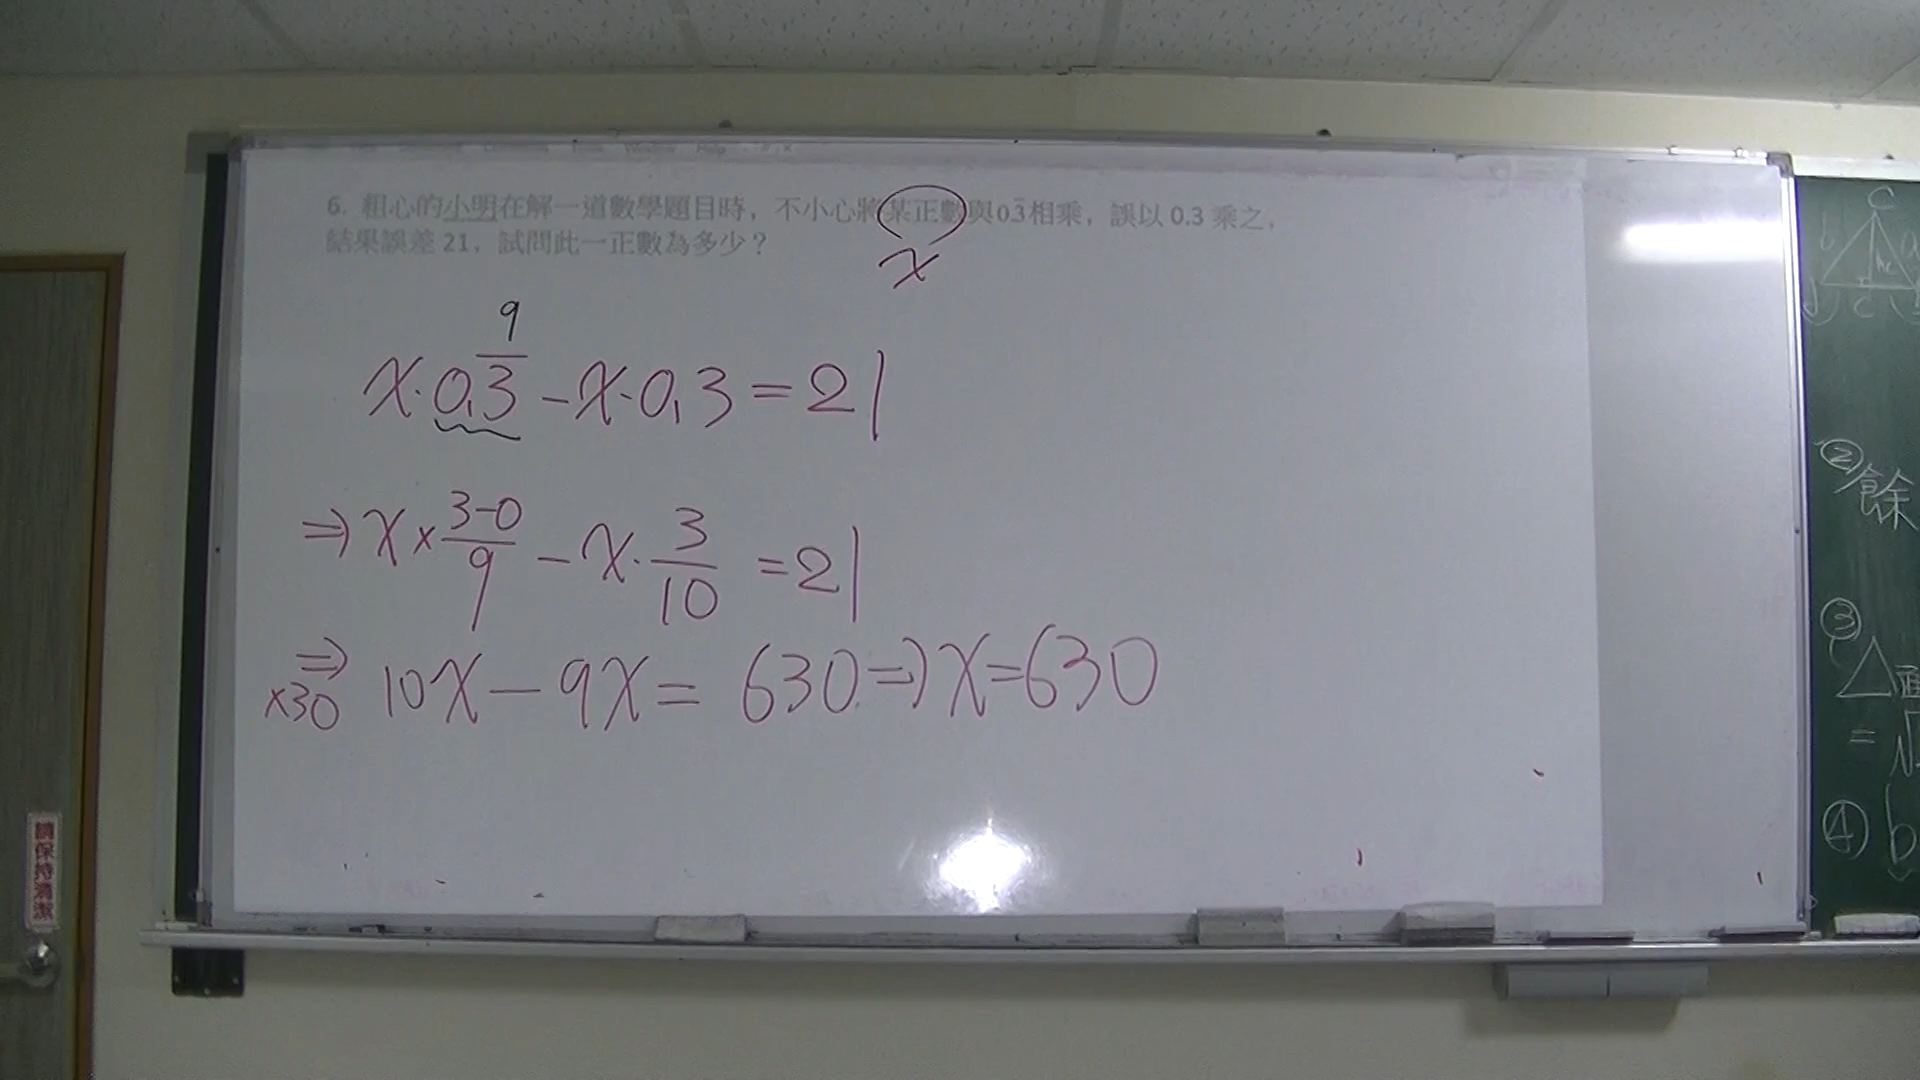 6. 粗心的小明在解一道數學題目時，不小心將某正數與0.3̅相乘，誤以 0.3 乘之，
結果誤差 21，試問此一正數為多少？
x
9
x·0.3̅ - x·0.3 = 21
⇒ x × (3-0)/9 - x·3/10 = 21
⇒ ×30 10x - 9x = 630 ⇒ x = 630
請保持清潔
C
b
c
②餘
③△面
=√
④b